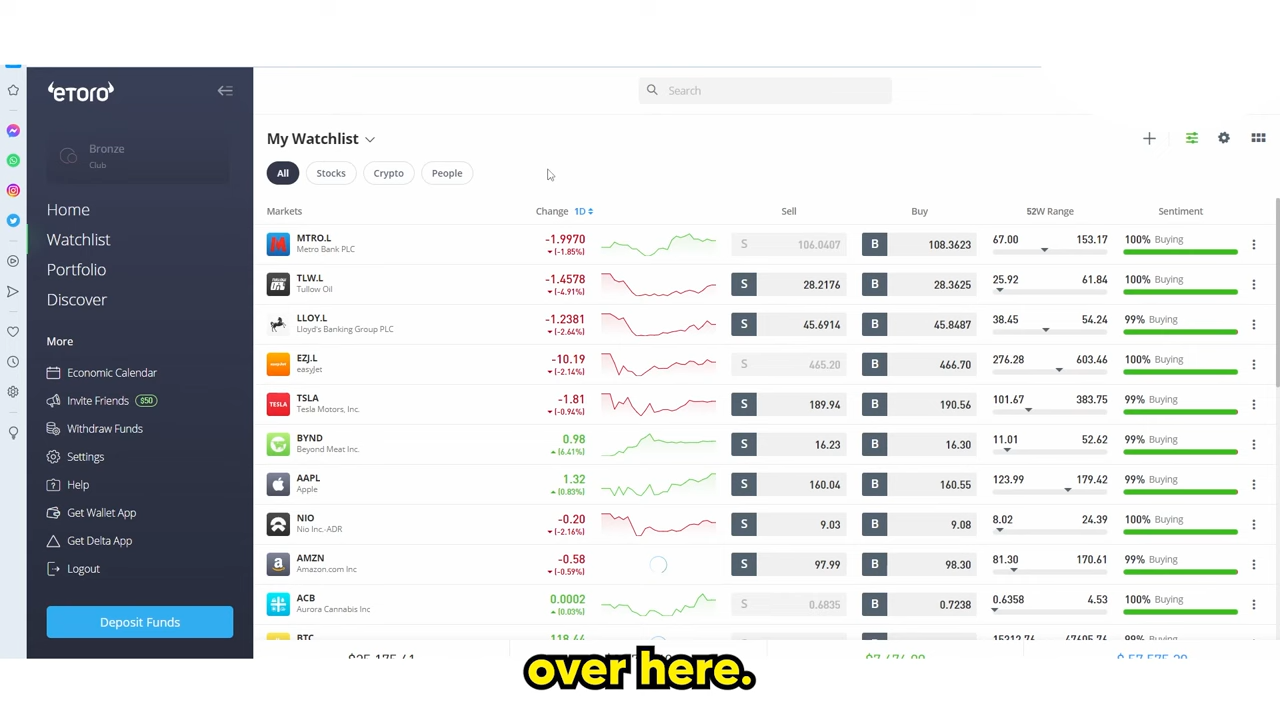 eTORO
Search
Bronze
Club
Home
Watchlist
Portfolio
Discover
More
Economic Calendar
Invite Friends $50
Withdraw Funds
Settings
Help
Get Wallet App
Get Delta App
Logout
Deposit Funds
My Watchlist
All Stocks Crypto People
Markets Change 1D Sell Buy 52W Range Sentiment
MTRO.L -1.9970 S 106.0407 B 108.3623 67.00 153.17 100% Buying
Metro Bank PLC (-1.85%)
TLW.L -1.4578 S 28.2176 B 28.3625 25.92 61.84 100% Buying
Tullow Oil (-4.91%)
LLOY.L -1.2381 S 45.6914 B 45.8487 38.45 54.24 99% Buying
Lloyd's Banking Group PLC (-2.64%)
EZJ.L -10.19 S 465.20 B 466.70 276.28 603.46 100% Buying
easyJet (-2.14%)
TSLA -1.81 S 189.94 B 190.56 101.67 383.75 99% Buying
TESLA Tesla Motors, Inc. (-0.94%)
BYND 0.98 S 16.23 B 16.30 11.01 52.62 99% Buying
Beyond Meat Inc. (6.41%)
AAPL 1.32 S 160.04 B 160.55 123.99 179.42 99% Buying
Apple (0.83%)
NIO -0.20 S 9.03 B 9.08 8.02 24.39 100% Buying
Nio Inc.-ADR (-2.16%)
AMZN -0.58 S 97.99 B 98.30 81.30 170.61 99% Buying
Amazon.com Inc (-0.59%)
ACB 0.0002 S 0.6835 B 0.7238 0.6358 4.53 100% Buying
Aurora Cannabis Inc (0.03%)
BTC 118.44 99% Buying
over here.